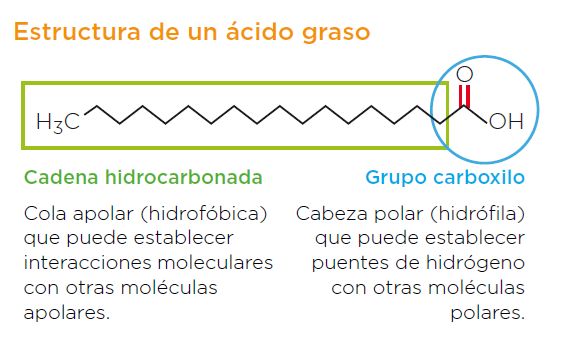 Estructura de un ácido graso
O
H3C
OH
Cadena hidrocarbonada
Cola apolar (hidrofóbica)
que puede establecer
interacciones moleculares
con otras moléculas
apolares.
Grupo carboxilo
Cabeza polar (hidrófila)
que puede establecer
puentes de hidrógeno
con otras moléculas
polares.